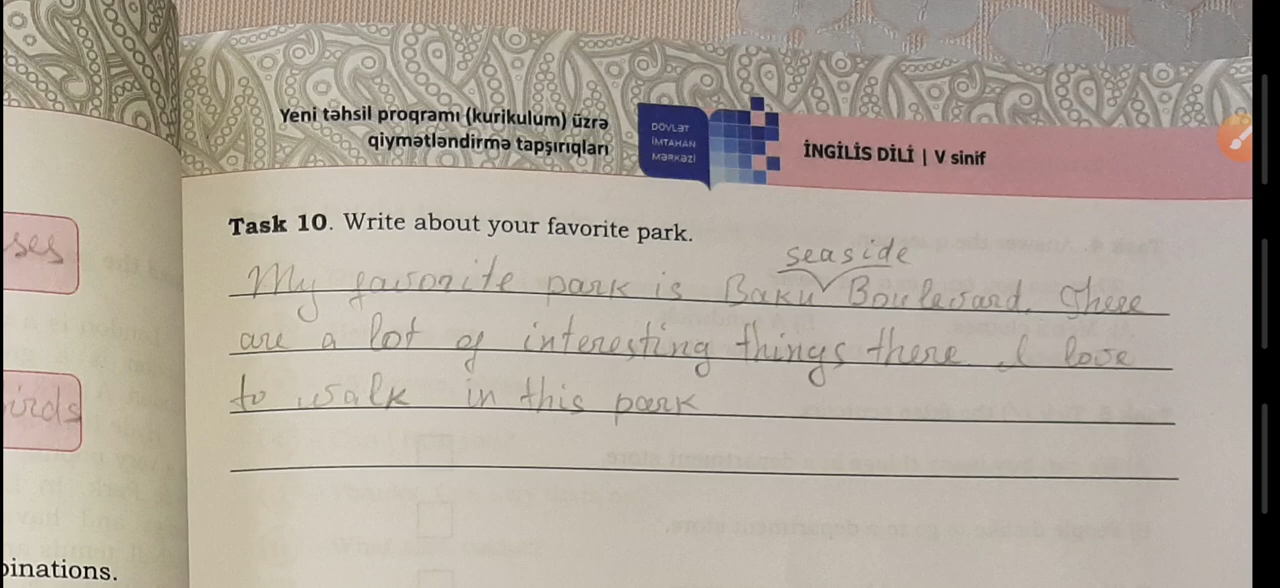 Yeni təhsil proqramı (kurikulum) üzrə
qiymətləndirmə tapşırıqları
DÖVLƏT
İMTAHAN
MƏRKƏZİ
İNGİLİS DİLİ | V sinif
ses
Task 10. Write about your favorite park.
seaside
My favorite park is Baku Boulevard. There
are a lot of interesting things there. I love
to walk in this park
irds
binations.